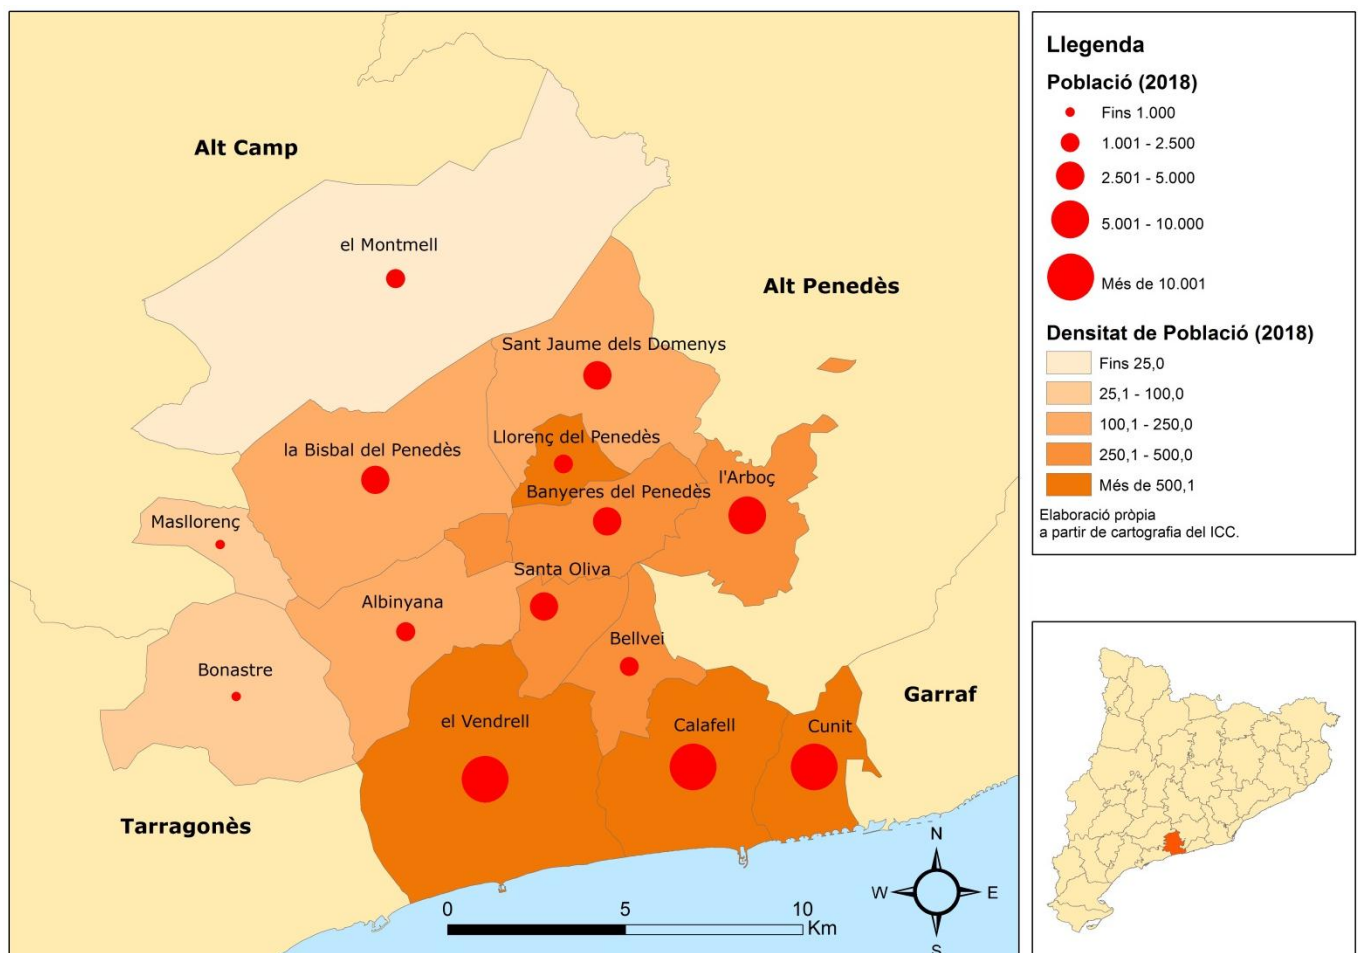 Alt Camp
el Montmell
Alt Penedès
Sant Jaume dels Domenys
Llorenç del Penedès
la Bisbal del Penedès
l'Arboç
Banyeres del Penedès
Masllorenç
Santa Oliva
Albinyana
Bellvei
Bonastre
Garraf
el Vendrell
Calafell
Cunit
Tarragonès
N
W
E
S
0
5
10
Km
Llegenda
Població (2018)
Fins 1.000
1.001 - 2.500
2.501 - 5.000
5.001 - 10.000
Més de 10.001
Densitat de Població (2018)
Fins 25,0
25,1 - 100,0
100,1 - 250,0
250,1 - 500,0
Més de 500,1
Elaboració pròpia
a partir de cartografia del ICC.